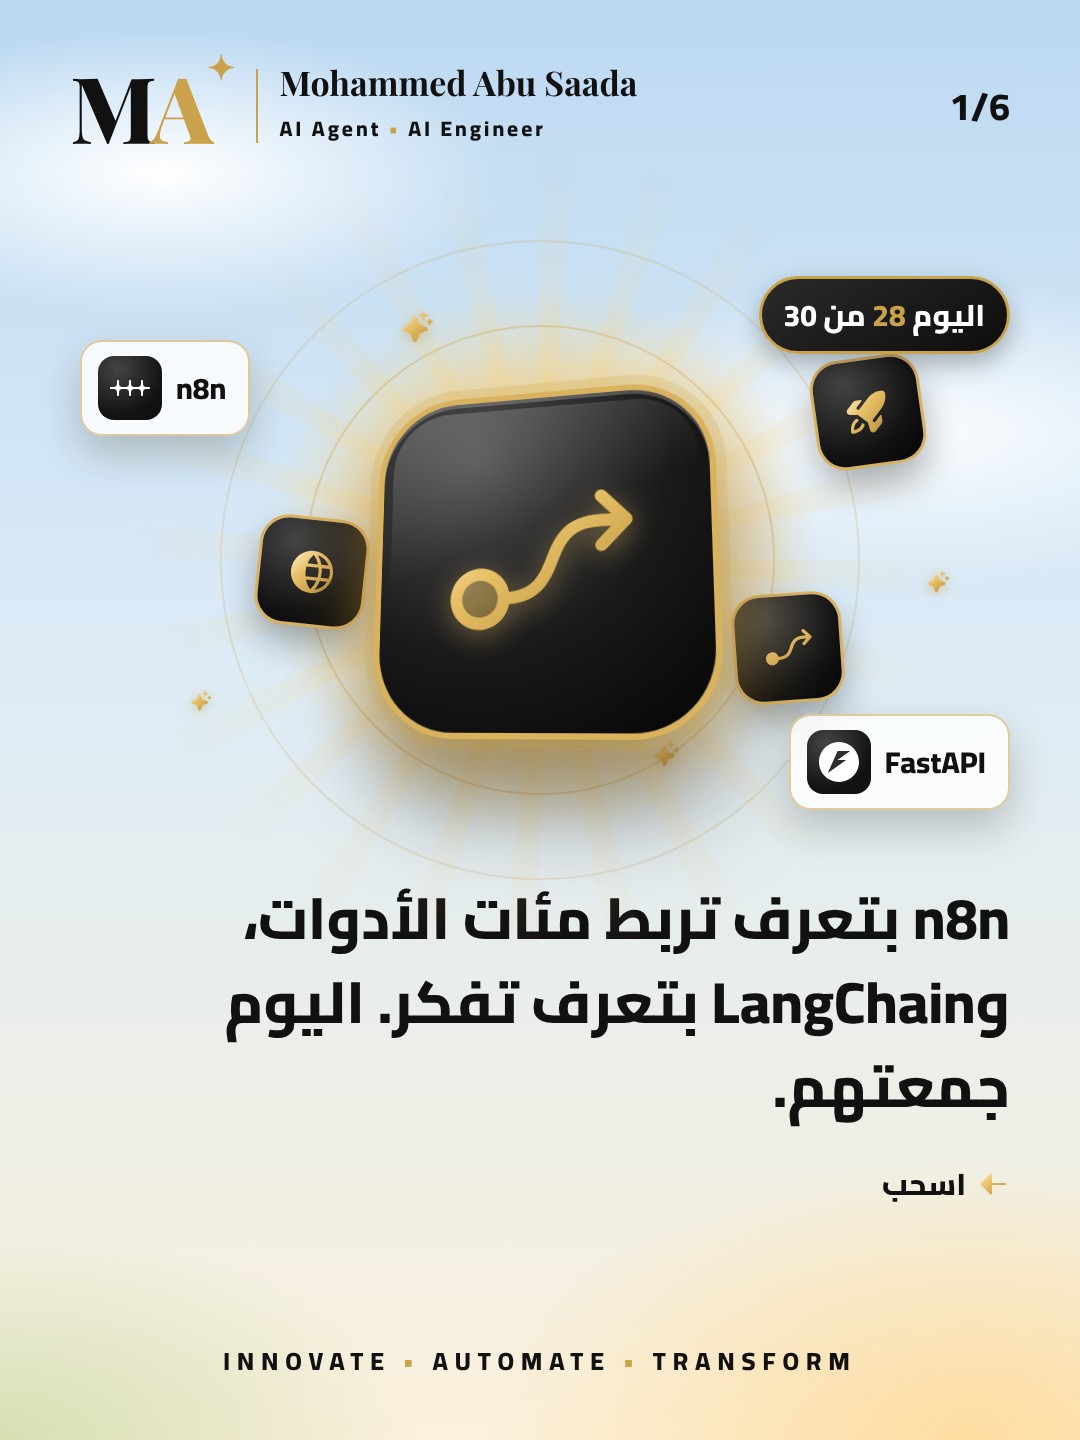 MA
Mohammed Abu Saada
AI Agent ▪ AI Engineer
1/6
اليوم 28 من 30
n8n
FastAPI
n8n بتعرف تربط مئات الأدوات،
وLangChain بتعرف تفكر. اليوم
جمعتهم.
اسحب
INNOVATE ▪ AUTOMATE ▪ TRANSFORM